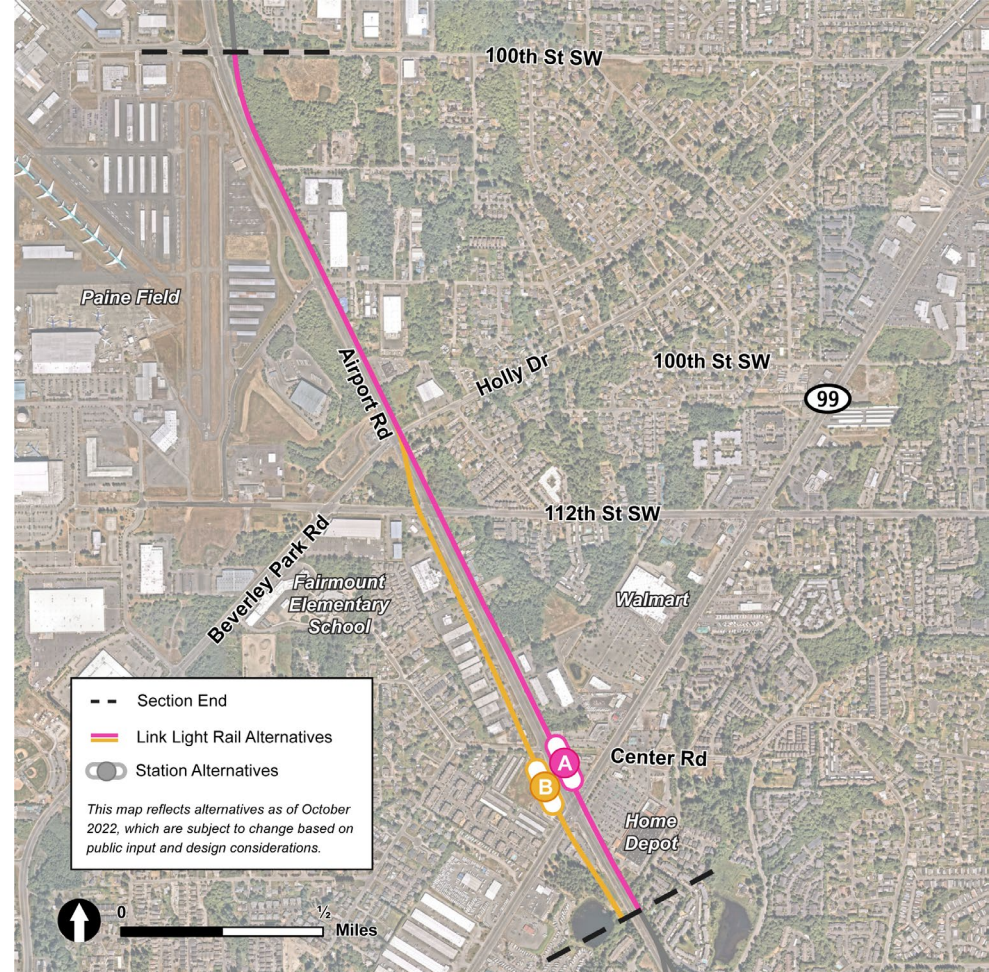 100th St SW
Paine Field
Airport Rd
Holly Dr
100th St SW
99
112th St SW
Beverley Park Rd
Fairmount
Elementary
School
Walmart
Section End
Link Light Rail Alternatives
Station Alternatives
This map reflects alternatives as of October
2022, which are subject to change based on
public input and design considerations.
A
B
Center Rd
Home
Depot
0
½
Miles